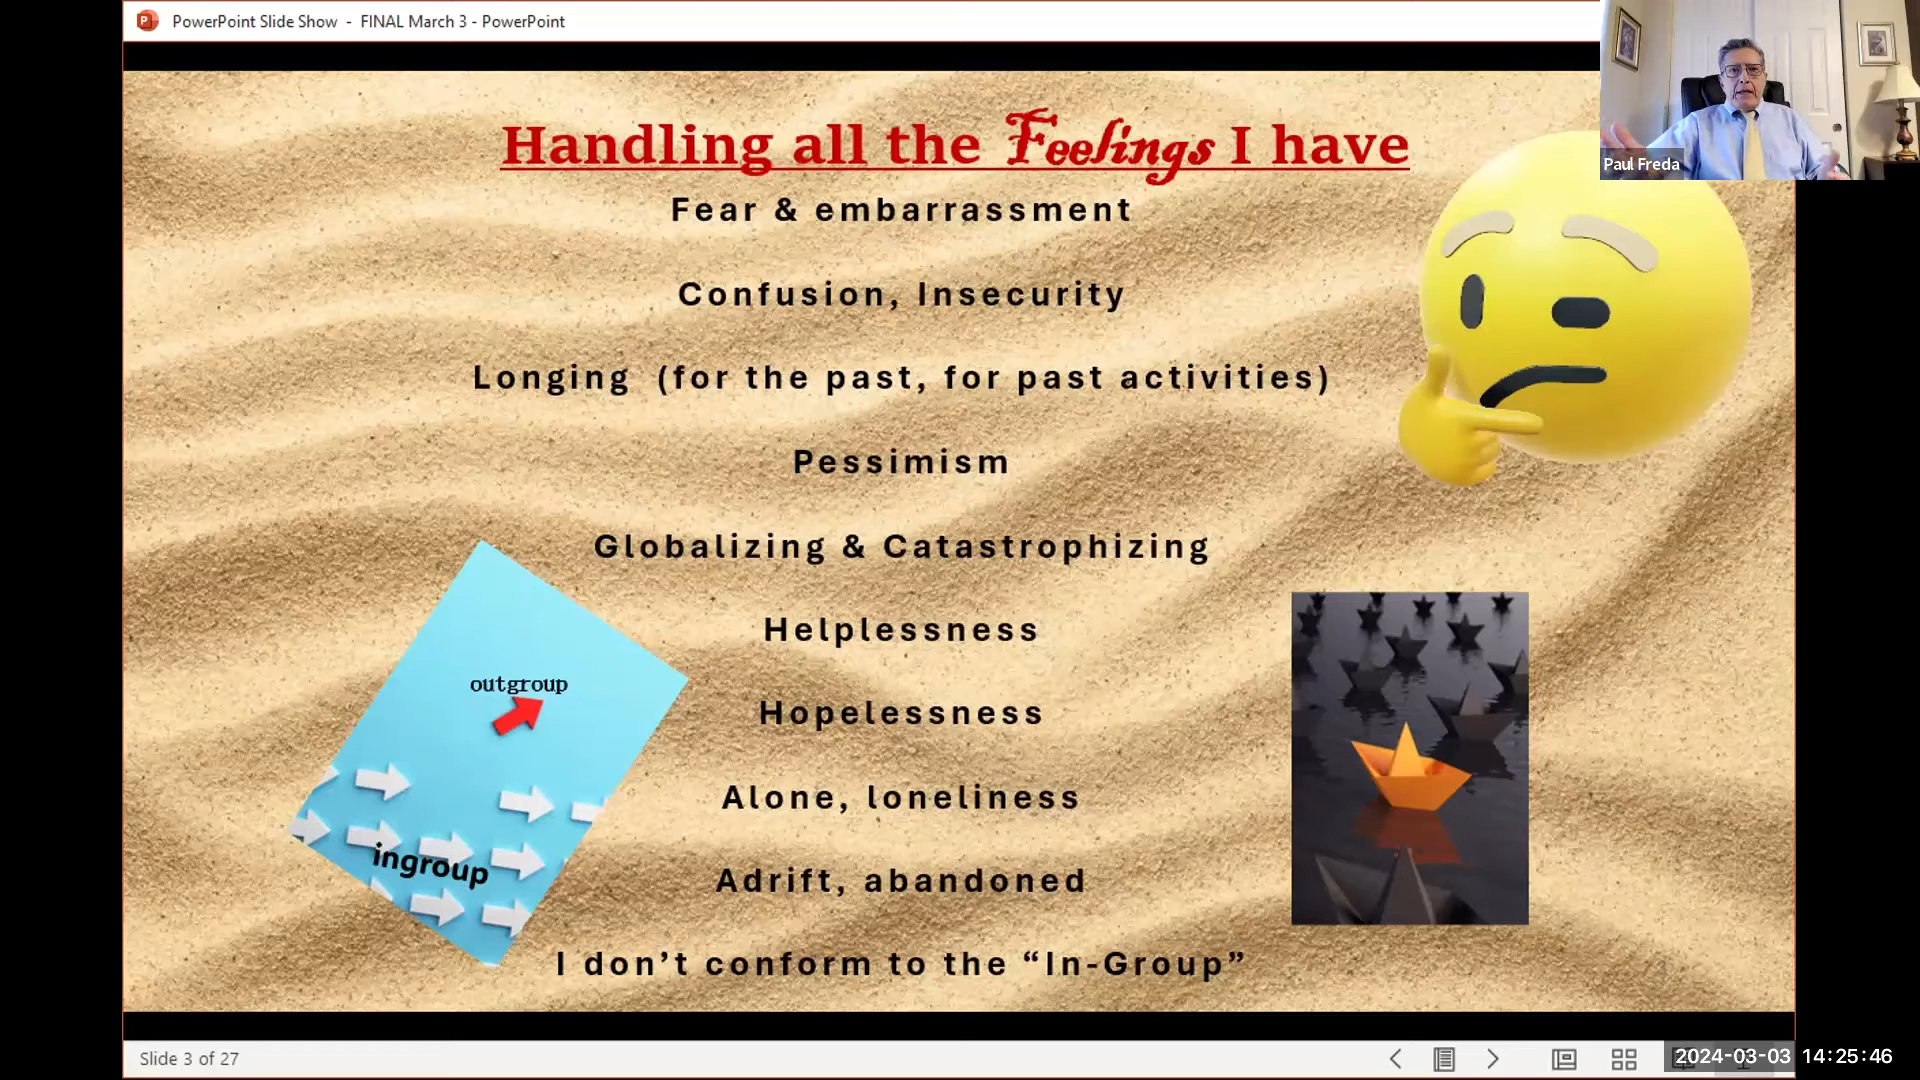 PowerPoint Slide Show - FINAL March 3 - PowerPoint
Paul Freda
Handling all the Feelings I have
Fear & embarrassment
Confusion, Insecurity
Longing (for the past, for past activities)
Pessimism
Globalizing & Catastrophizing
Helplessness
outgroup
Hopelessness
Alone, loneliness
ingroup
Adrift, abandoned
I don’t conform to the “In-Group”
Slide 3 of 27
2024-03-03 14:25:46